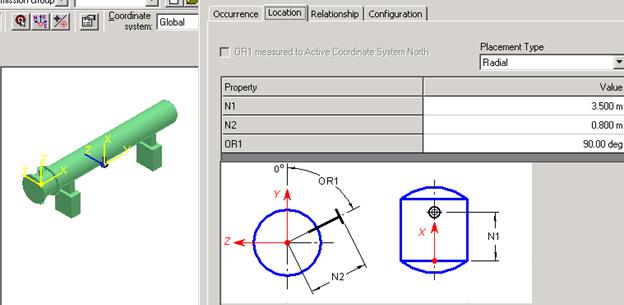 mission Group
Coordinate
system: Global
Occurrence Location Relationship Configuration
OR1 measured to Active Coordinate System North
Placement Type
Radial
Property Value
N1 3.500 m
N2 0.800 m
OR1 90.00 deg
0°
OR1
Y
Z
N2
X
N1
Z Z X
Z X Y